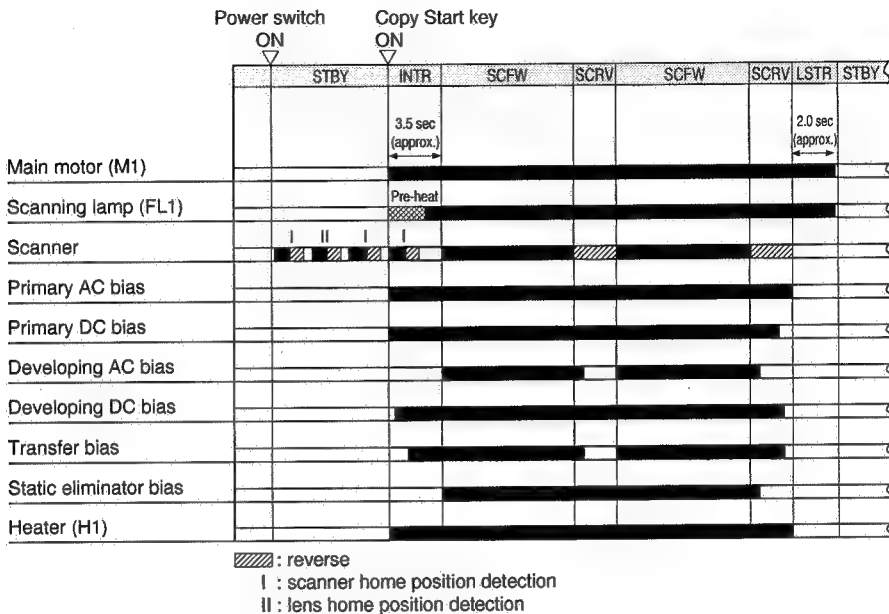 Power switch Copy Start key
ON ON
STBY INTR SCFW SCRV SCFW SCRV LSTR STBY
3.5 sec 2.0 sec
(approx.) (approx.)
Main motor (M1)
Pre-heat
Scanning lamp (FL1)
I II I I
Scanner
Primary AC bias
Primary DC bias
Developing AC bias
Developing DC bias
Transfer bias
Static eliminator bias
Heater (H1)
: reverse
I : scanner home position detection
II : lens home position detection